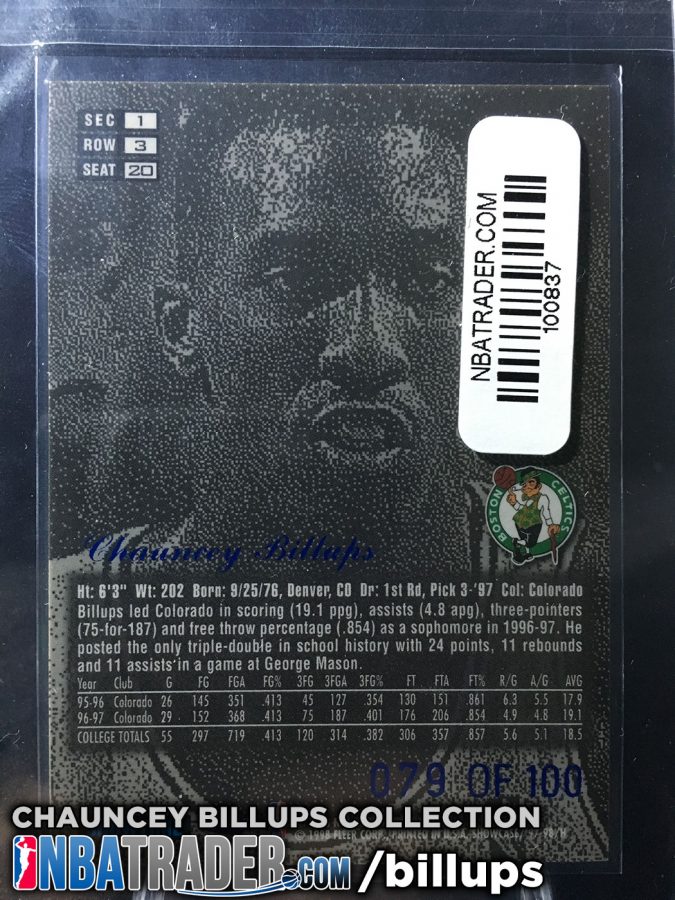 SEC 1
ROW 3
SEAT 20
NBATRADER.COM
100837
BOSTON CELTICS
Chauncey Billups
Ht: 6'3" Wt: 202 Born: 9/25/76, Denver, CO Dr: 1st Rd, Pick 3-'97 Col: Colorado
Billups led Colorado in scoring (19.1 ppg), assists (4.8 apg), three-pointers
(75-for-187) and free throw percentage (.854) as a sophomore in 1996-97. He
posted the only triple-double in school history with 24 points, 11 rebounds
and 11 assists in a game at George Mason.
Year Club G FG FGA FG% 3FG 3FGA 3FG% FT FTA FT% R/G A/G AVG
95-96 Colorado 26 145 351 .413 45 127 .354 130 151 .861 6.3 5.5 17.9
96-97 Colorado 29 152 368 .413 75 187 .401 176 206 .854 4.9 4.8 19.1
COLLEGE TOTALS 55 297 719 .413 120 314 .382 306 357 .857 5.6 5.1 18.5
079 OF 100
© 1998 FLEER CORP., PRINTED IN U.S.A. SHOWCASE '97-98/H
CHAUNCEY BILLUPS COLLECTION
NBATRADER.COM /billups